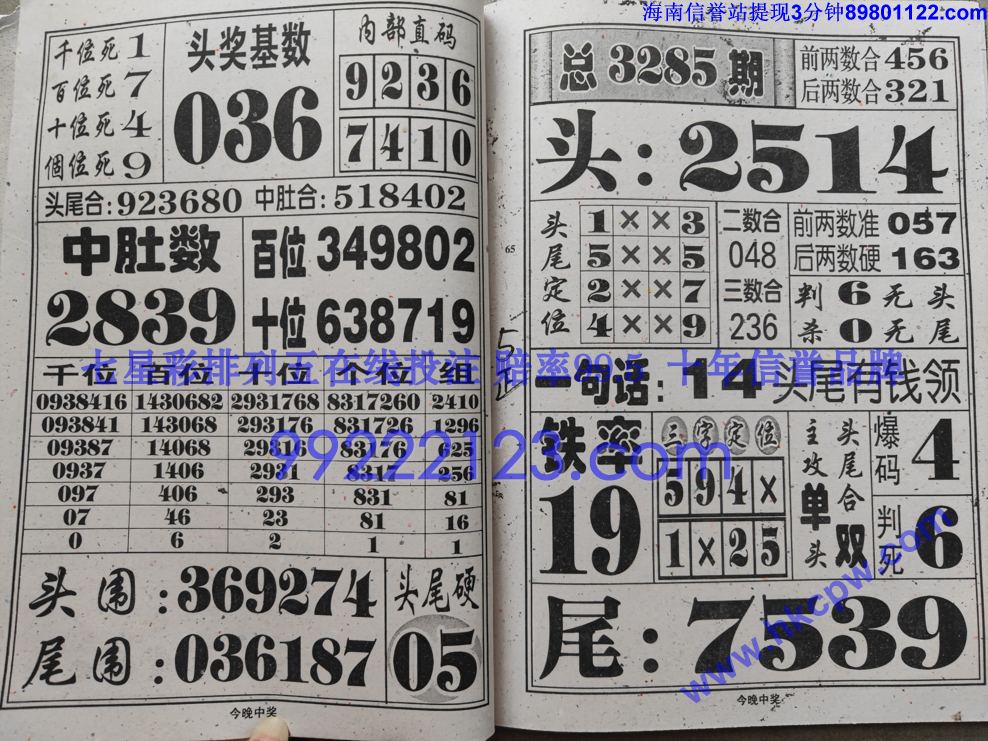 海南信誉站提现3分钟89801122.com
千位死1
百位死7
十位死4
個位死9
头奖基数
036
内部直码
9236
7410
头尾合:923680 中肚合:518402
中肚数
2839
百位349802
十位638719
千位 百位 十位 个位 组
0938416 1430682 2931768 8317260 2410
093841 143068 293176 831726 1296
09387 14068 29316 83176 625
0937 1406 2931 8317 256
097 406 293 831 81
07 46 23 81 16
0 6 2 1 1
头围:369274
尾围:036187
头尾硬
05
今晚中奖
65
总3285期
前两数合456
后两数合321
头:2514
头尾定位
1××3
5××5
2××7
4××9
二数合
048
三数合
236
前两数准057
后两数硬163
判6无头
杀0无尾
一句话:14头尾有钱领
铁率
19
三字定位
594×
1×25
主攻单头
头尾合双
爆码4
判死6
尾:7539
今晚中奖
七星彩排列五在线投注 赔率99.5 十年信誉品牌
99222123.com
www.hkcpw.com